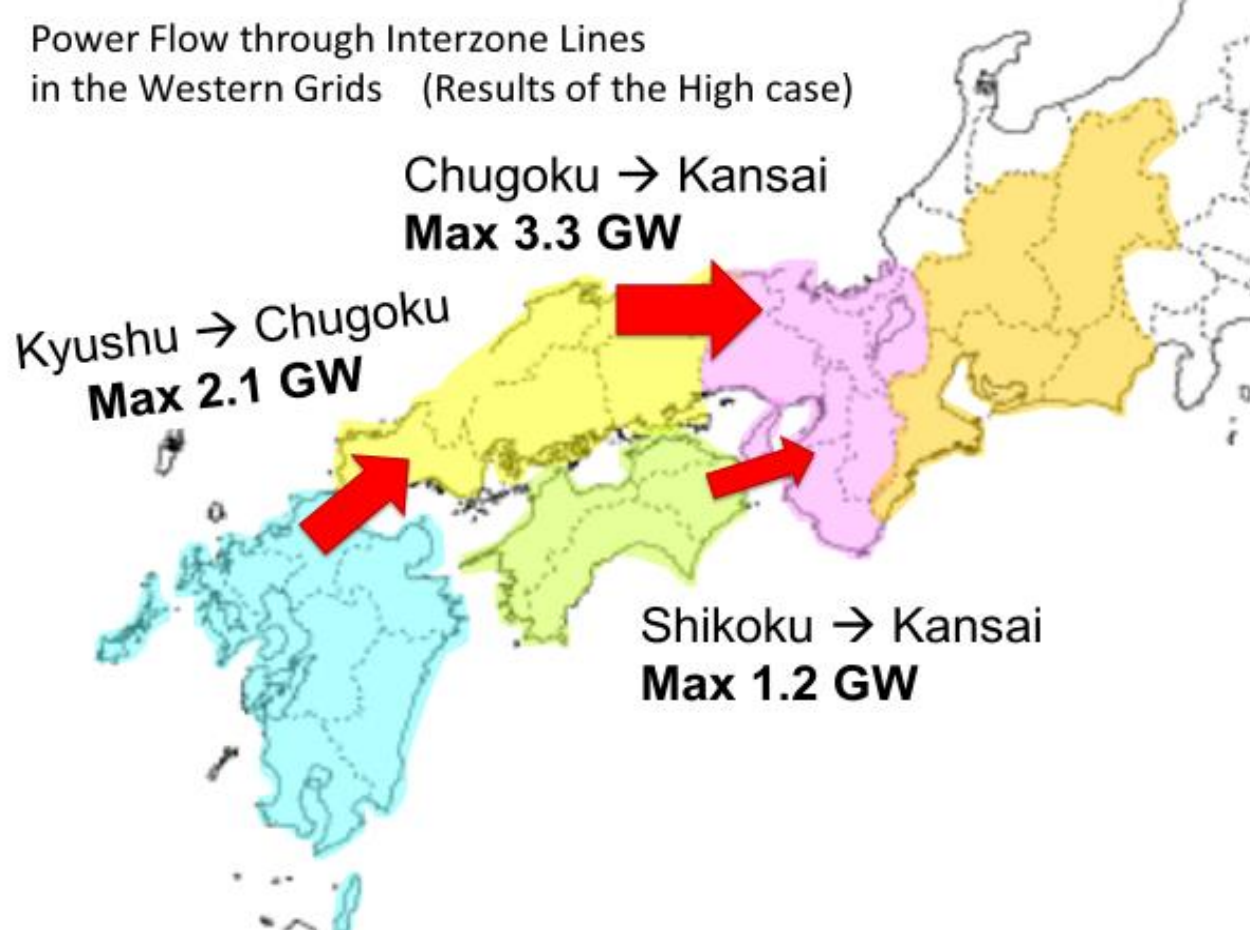 Power Flow through Interzone Lines
in the Western Grids (Results of the High case)
Chugoku → Kansai
Max 3.3 GW
Kyushu → Chugoku
Max 2.1 GW
Shikoku → Kansai
Max 1.2 GW